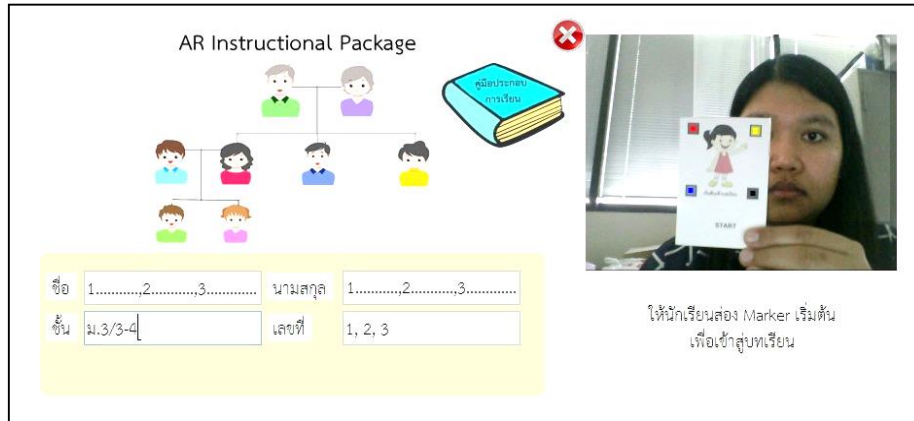 AR Instructional Package
คู่มือประกอบ
การเรียน
ชื่อ 1...........,2...........,3............. นามสกุล 1...........,2...........,3.............
ชั้น ม.3/3-4 เลขที่ 1, 2, 3
START
ให้นักเรียนส่อง Marker เริ่มต้น
เพื่อเข้าสู่บทเรียน